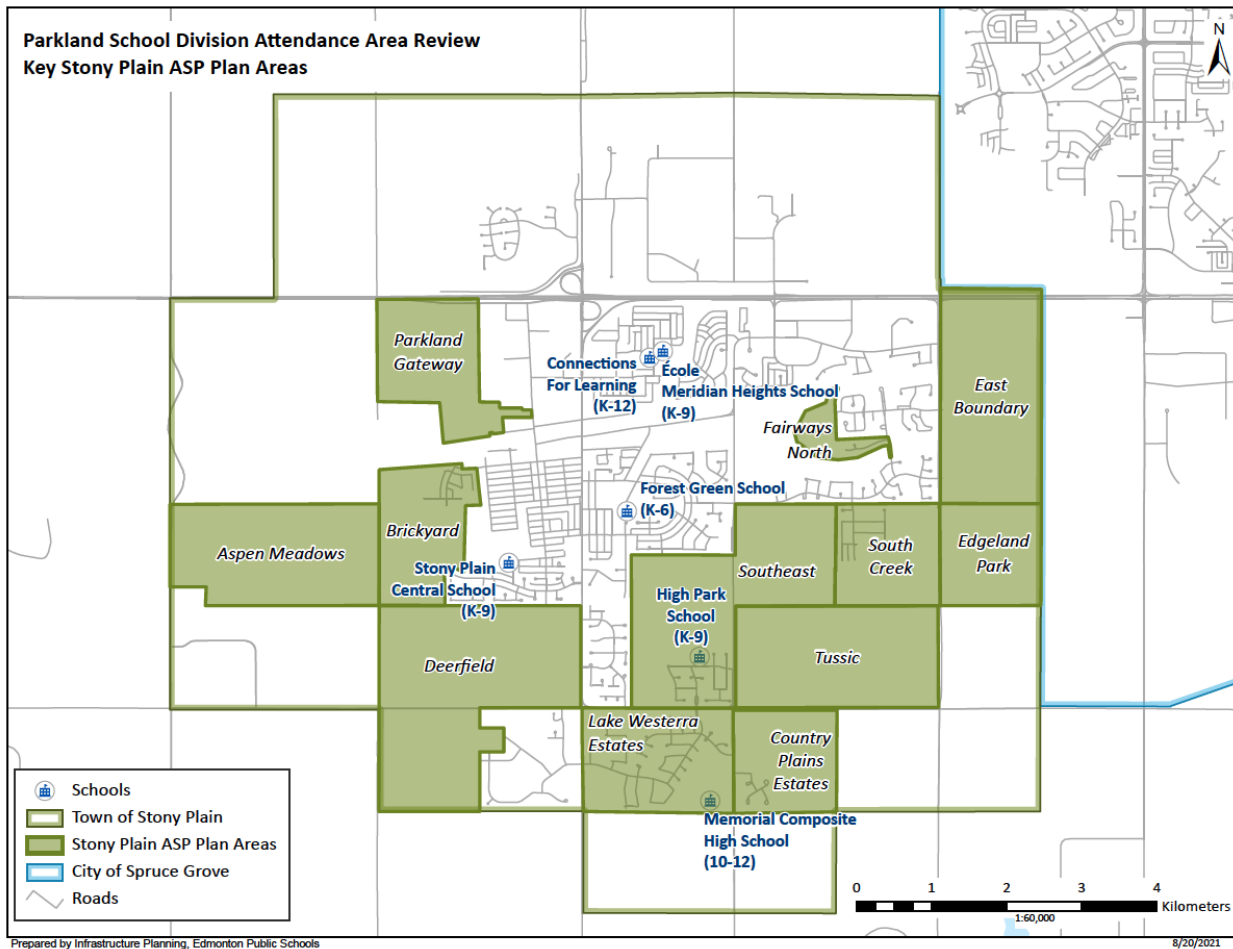 Parkland School Division Attendance Area Review
Key Stony Plain ASP Plan Areas
N
Parkland
Gateway
Connections
For Learning
(K-12)
École
Meridian Heights School
(K-9)
East
Boundary
Fairways
North
Forest Green School
(K-6)
Aspen Meadows
Brickyard
Stony Plain
Central School
(K-9)
Southeast
South
Creek
Edgeland
Park
High Park
School
(K-9)
Deerfield
Tussic
Lake Westerra
Estates
Country
Plains
Estates
Memorial Composite
High School
(10-12)
Schools
Town of Stony Plain
Stony Plain ASP Plan Areas
City of Spruce Grove
Roads
0 1 2 3 4
Kilometers
1:60,000
Prepared by Infrastructure Planning, Edmonton Public Schools
8/20/2021